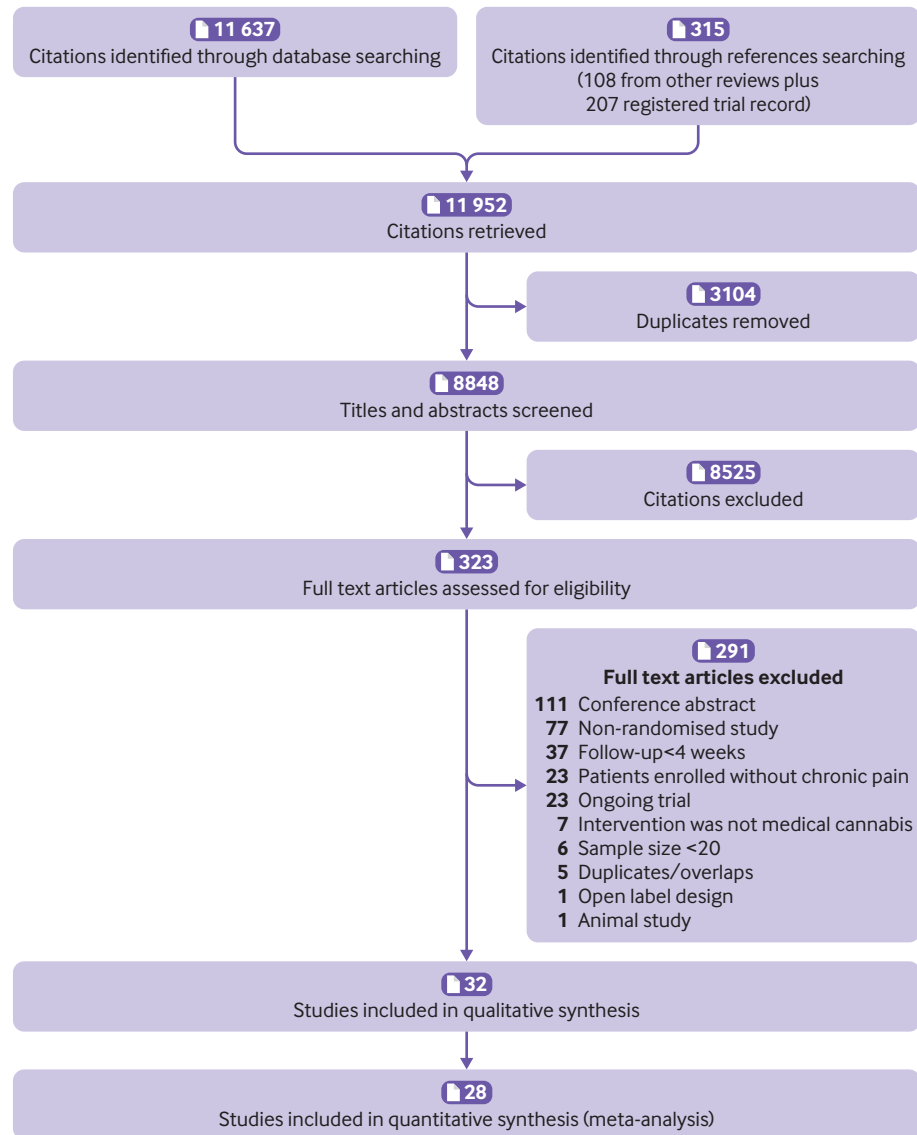 11 637
Citations identified through database searching
315
Citations identified through references searching
(108 from other reviews plus
207 registered trial record)
11 952
Citations retrieved
3104
Duplicates removed
8848
Titles and abstracts screened
8525
Citations excluded
323
Full text articles assessed for eligibility
291
Full text articles excluded
111 Conference abstract
77 Non-randomised study
37 Follow-up<4 weeks
23 Patients enrolled without chronic pain
23 Ongoing trial
7 Intervention was not medical cannabis
6 Sample size <20
5 Duplicates/overlaps
1 Open label design
1 Animal study
32
Studies included in qualitative synthesis
28
Studies included in quantitative synthesis (meta-analysis)